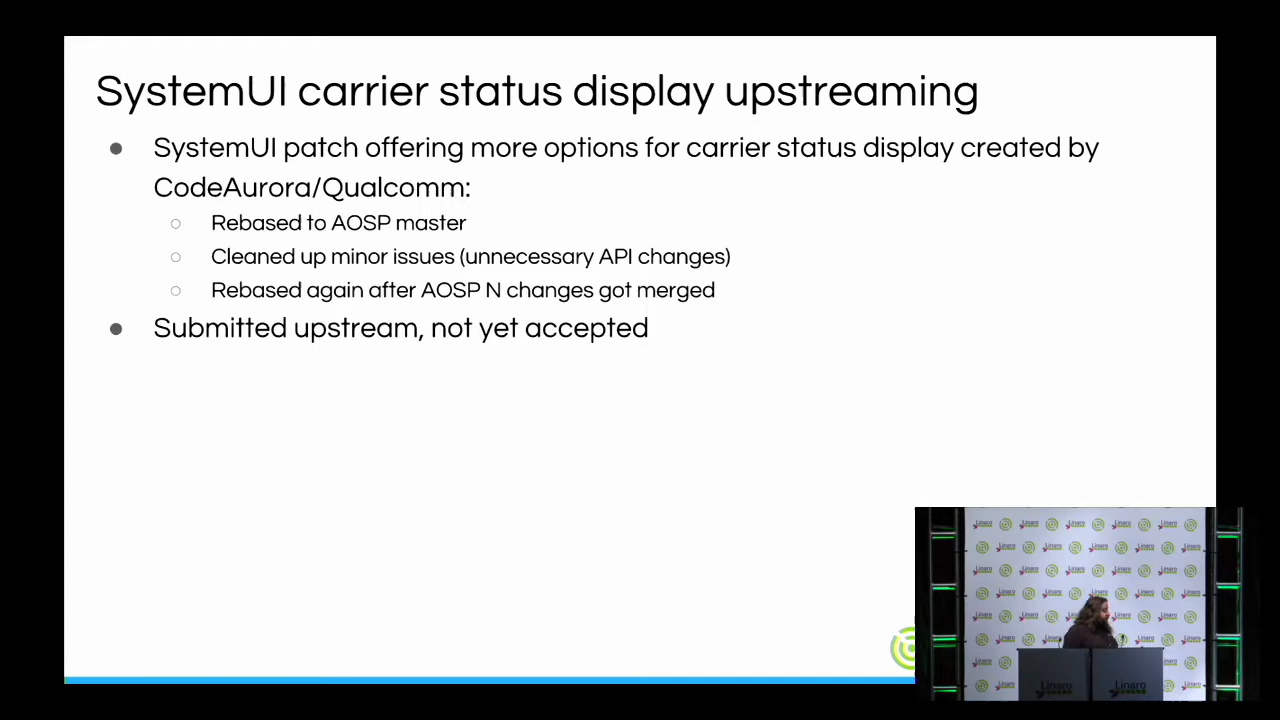 SystemUI carrier status display upstreaming
● SystemUI patch offering more options for carrier status display created by
CodeAurora/Qualcomm:
○ Rebased to AOSP master
○ Cleaned up minor issues (unnecessary API changes)
○ Rebased again after AOSP N changes got merged
● Submitted upstream, not yet accepted
Linaro
Linaro